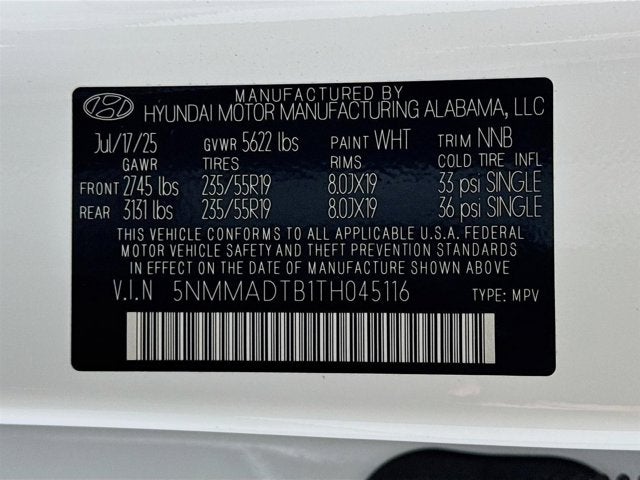 MANUFACTURED BY
HYUNDAI MOTOR MANUFACTURING ALABAMA, LLC
Jul/17/25 GVWR 5622 lbs PAINT WHT TRIM NNB
GAWR TIRES RIMS COLD TIRE INFL
FRONT 2745 lbs 235/55R19 8.0JX19 33 psi SINGLE
REAR 3131 lbs 235/55R19 8.0JX19 36 psi SINGLE
THIS VEHICLE CONFORMS TO ALL APPLICABLE U.S.A. FEDERAL
MOTOR VEHICLE SAFETY AND THEFT PREVENTION STANDARDS
IN EFFECT ON THE DATE OF MANUFACTURE SHOWN ABOVE.
V.I.N 5NMMADTB1TH045116 TYPE: MPV